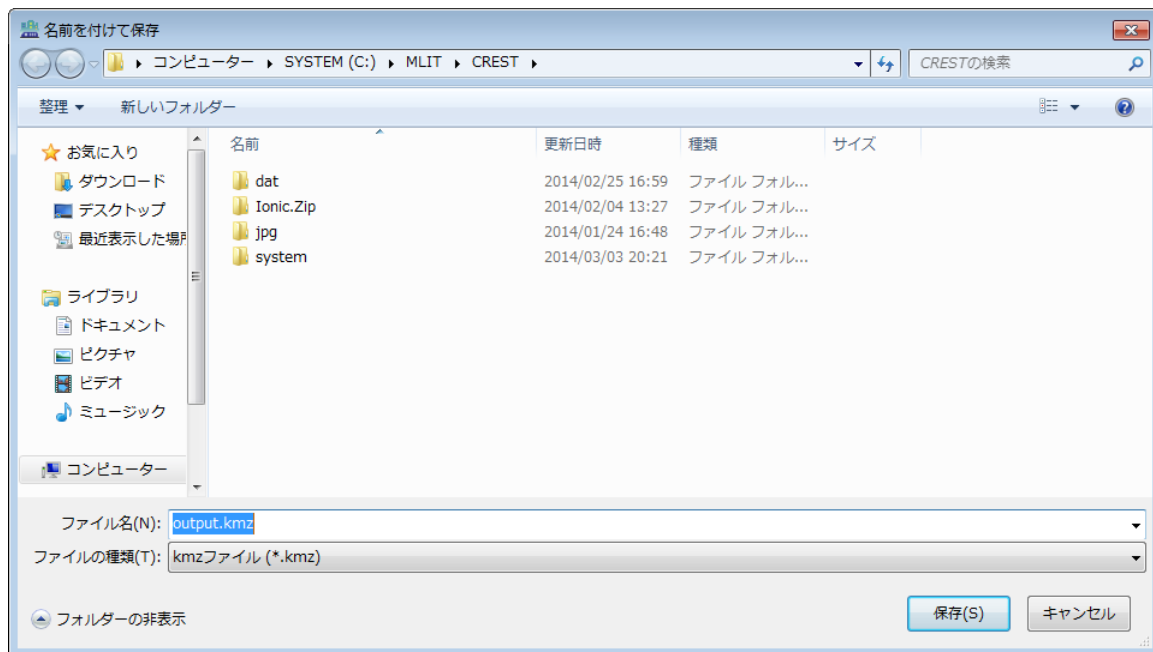 名前を付けて保存
コンピューター SYSTEM (C:) MLIT CREST CRESTの検索
整理 新しいフォルダー
お気に入り
ダウンロード
デスクトップ
最近表示した場所
ライブラリ
ドキュメント
ピクチャ
ビデオ
ミュージック
コンピューター
名前 更新日時 種類 サイズ
dat 2014/02/25 16:59 ファイル フォル...
Ionic.Zip 2014/02/04 13:27 ファイル フォル...
jpg 2014/01/24 16:48 ファイル フォル...
system 2014/03/03 20:21 ファイル フォル...
ファイル名(N): output.kmz
ファイルの種類(T): kmzファイル (*.kmz)
フォルダーの非表示 保存(S) キャンセル